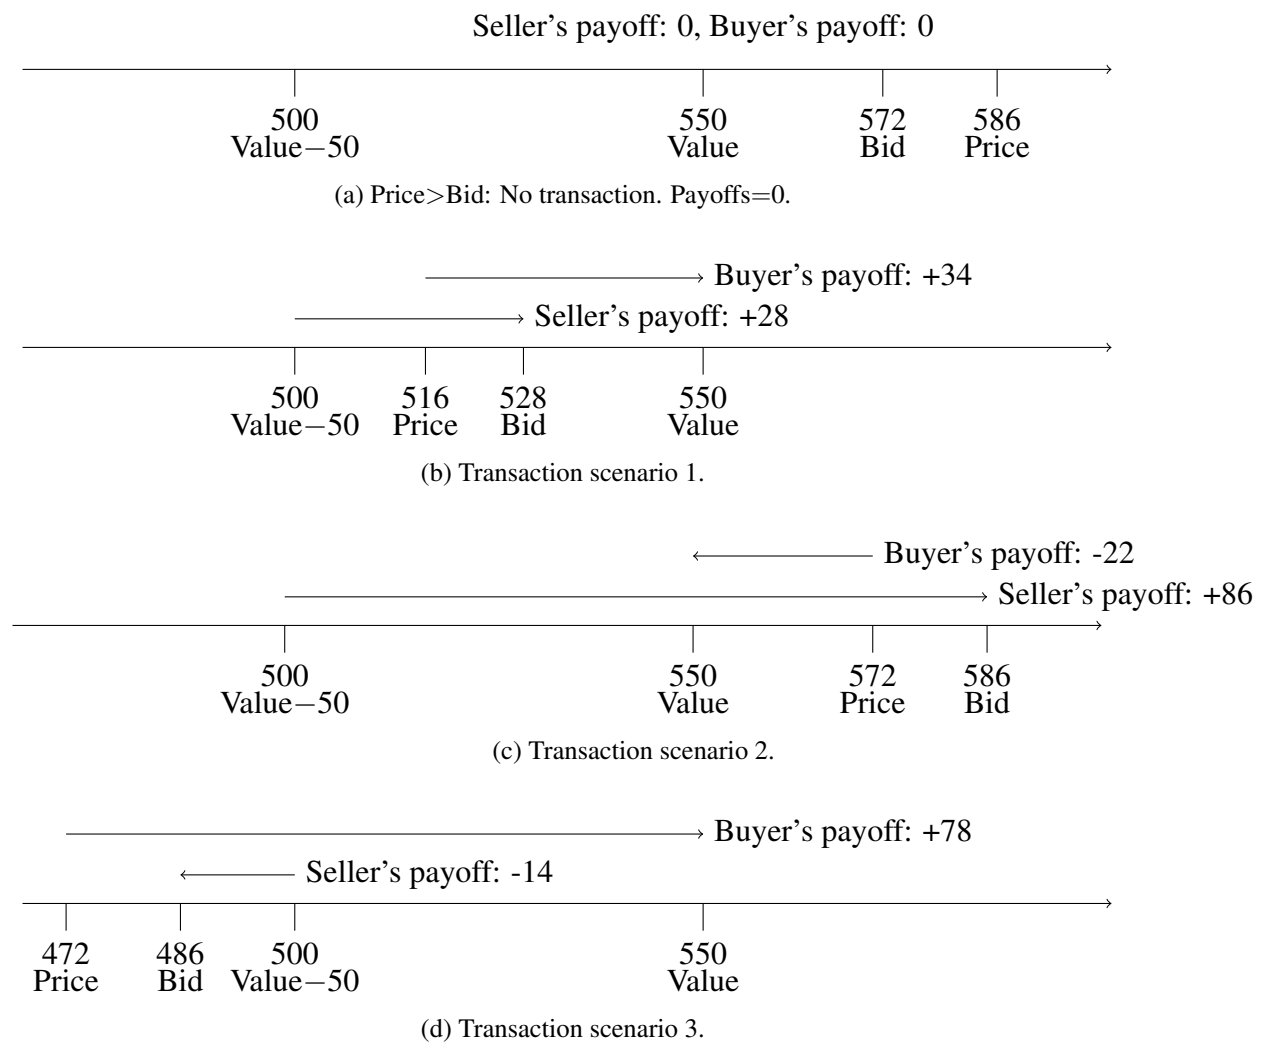 Seller's payoff: 0, Buyer's payoff: 0
500 550 572 586
Value−50 Value Bid Price
(a) Price>Bid: No transaction. Payoffs=0.
Buyer's payoff: +34
Seller's payoff: +28
500 516 528 550
Value−50 Price Bid Value
(b) Transaction scenario 1.
Buyer's payoff: -22
Seller's payoff: +86
500 550 572 586
Value−50 Value Price Bid
(c) Transaction scenario 2.
Buyer's payoff: +78
Seller's payoff: -14
472 486 500 550
Price Bid Value−50 Value
(d) Transaction scenario 3.